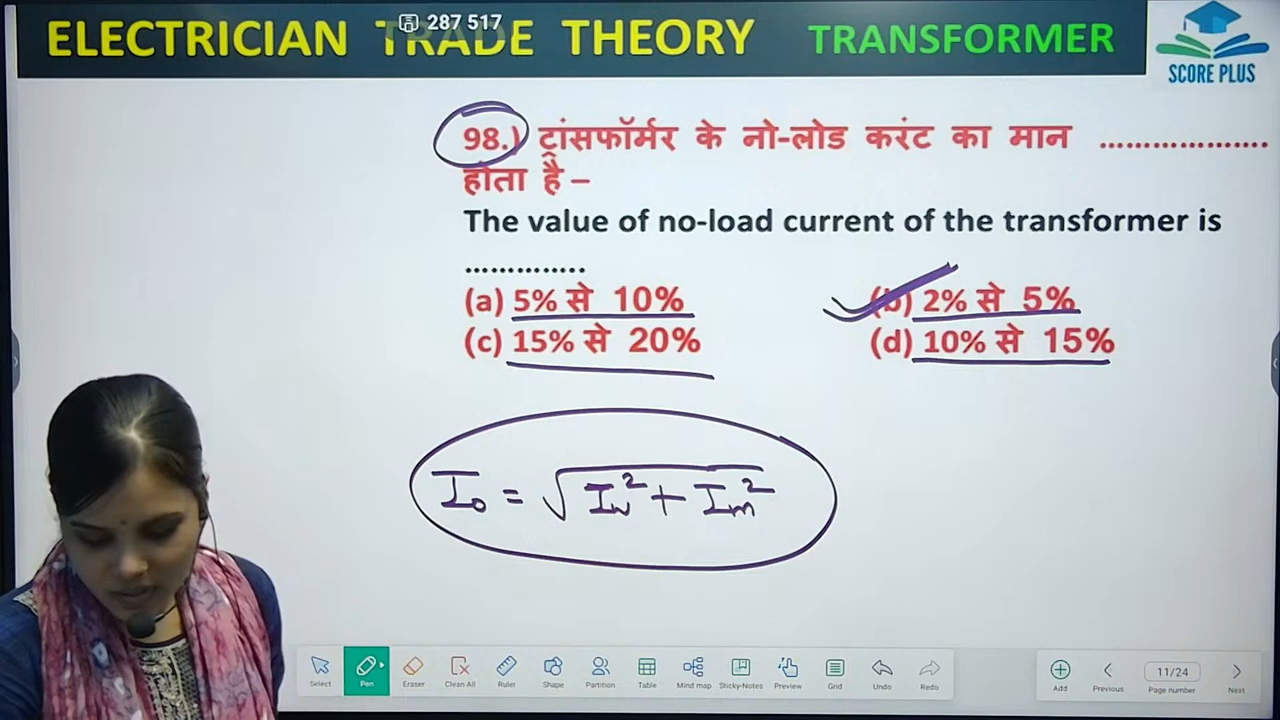 ELECTRICIAN TRADE THEORY TRANSFORMER
287 517
SCORE PLUS
98.) ट्रांसफॉर्मर के नो-लोड करंट का मान ...................
होता है –
The value of no-load current of the transformer is
..............
(a) 5% से 10% (b) 2% से 5%
(c) 15% से 20% (d) 10% से 15%
I₀ = √I_w² + I_m²
Select Pen Eraser Clean All Ruler Shape Partition Table Mind map Sticky-Notes Preview Grid Undo Redo
Add Previous 11/24 Page number Next